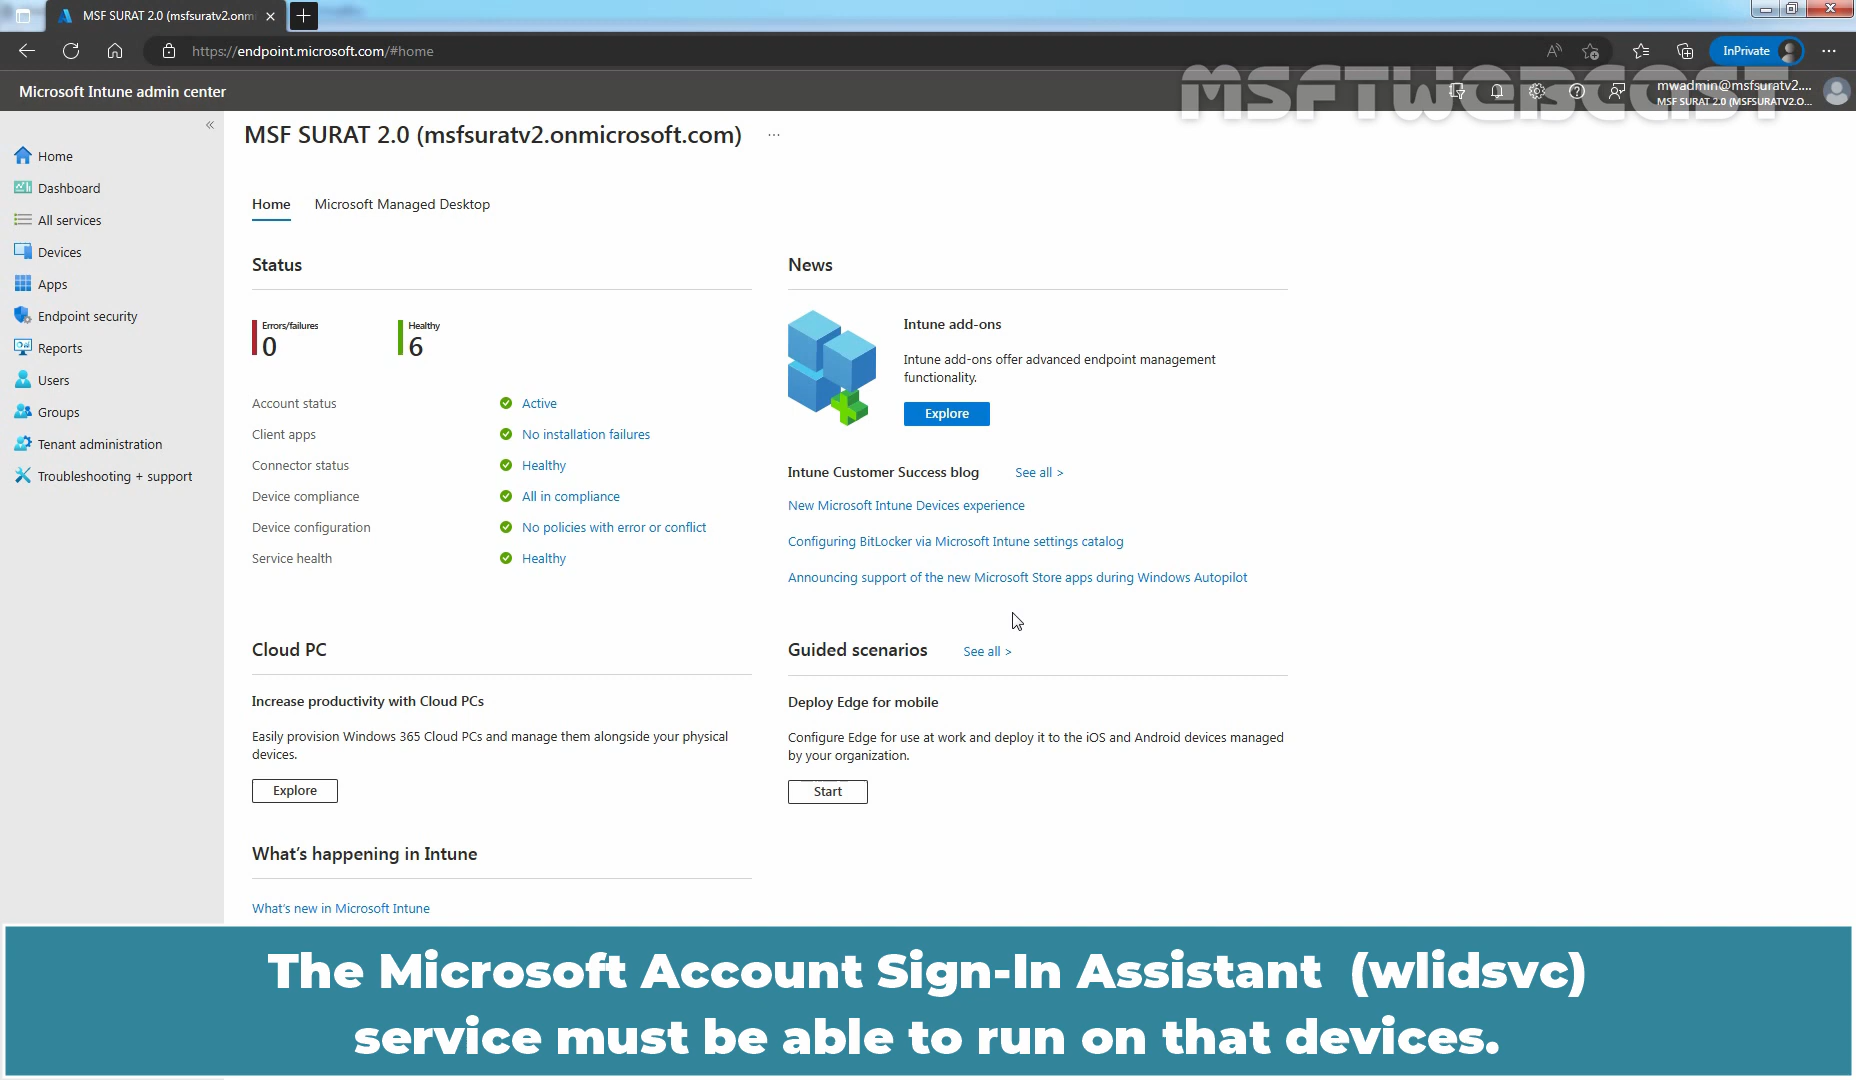 MSF SURAT 2.0 (msfsuratv2.onm
https://endpoint.microsoft.com/#home
InPrivate
Microsoft Intune admin center
MSFTWEBCAST
mwadmin@msfsuratv2....
MSF SURAT 2.0 (MSFSURATV2.O...
MSF SURAT 2.0 (msfsuratv2.onmicrosoft.com)
...
Home
Dashboard
All services
Devices
Apps
Endpoint security
Reports
Users
Groups
Tenant administration
Troubleshooting + support
Home
Microsoft Managed Desktop
Status
Errors/failures
0
Healthy
6
Account status
Active
Client apps
No installation failures
Connector status
Healthy
Device compliance
All in compliance
Device configuration
No policies with error or conflict
Service health
Healthy
News
Intune add-ons
Intune add-ons offer advanced endpoint management
functionality.
Explore
Intune Customer Success blog
See all >
New Microsoft Intune Devices experience
Configuring BitLocker via Microsoft Intune settings catalog
Announcing support of the new Microsoft Store apps during Windows Autopilot
Cloud PC
Increase productivity with Cloud PCs
Easily provision Windows 365 Cloud PCs and manage them alongside your physical
devices.
Explore
Guided scenarios
See all >
Deploy Edge for mobile
Configure Edge for use at work and deploy it to the iOS and Android devices managed
by your organization.
Start
What's happening in Intune
What's new in Microsoft Intune
The Microsoft Account Sign-In Assistant (wlidsvc)
service must be able to run on that devices.